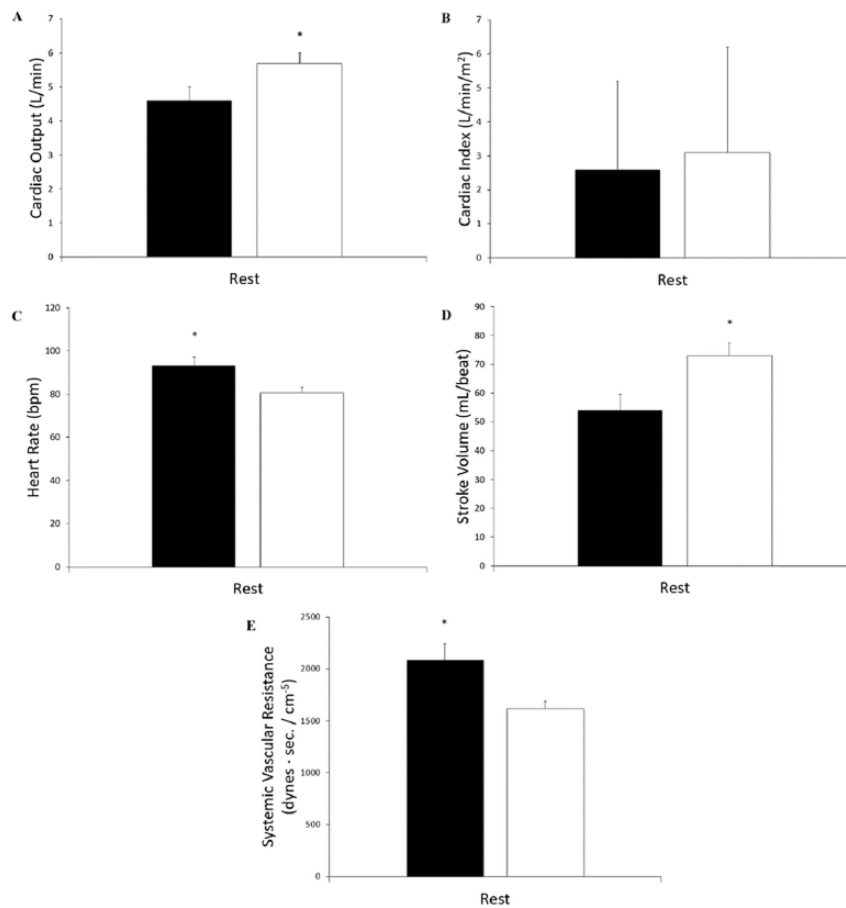 A
Cardiac Output (L/min)
7
6
5
4
3
2
1
0
*
Rest
B
Cardiac Index (L/min/m²)
7
6
5
4
3
2
1
0
Rest
C
Heart Rate (bpm)
120
100
80
60
40
20
0
*
Rest
D
Stroke Volume (mL/beat)
90
80
70
60
50
40
30
20
10
0
*
Rest
E
Systemic Vascular Resistance
(dynes · sec. / cm⁻⁵)
2500
2000
1500
1000
500
0
*
Rest